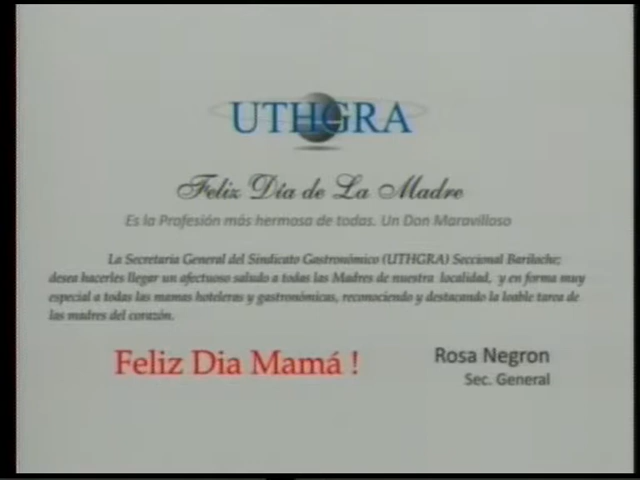 UTHGRA
Feliz Día de La Madre
Es la Profesión más hermosa de todas. Un Don Maravilloso
La Secretaria General del Sindicato Gastronómico (UTHGRA) Seccional Bariloche;
desea hacerles llegar un afectuoso saludo a todas las Madres de nuestra localidad, y en forma muy
especial a todas las mamas hoteleras y gastronómicas, reconociendo y destacando la loable tarea de
las madres del corazón.
Feliz Dia Mamá !
Rosa Negron
Sec. General